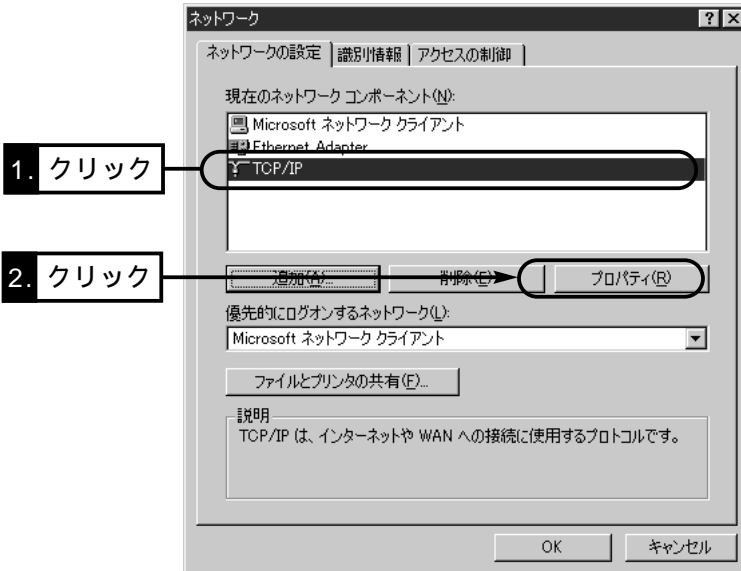 ネットワーク
ネットワークの設定 識別情報 アクセスの制御
現在のネットワーク コンポーネント(N):
Microsoft ネットワーク クライアント
Ethernet Adapter
1. クリック
TCP/IP
2. クリック
追加(A)... 削除(E) プロパティ(R)
優先的にログオンするネットワーク(L):
Microsoft ネットワーク クライアント
ファイルとプリンタの共有(F)...
説明
TCP/IP は、インターネットや WAN への接続に使用するプロトコルです。
OK キャンセル